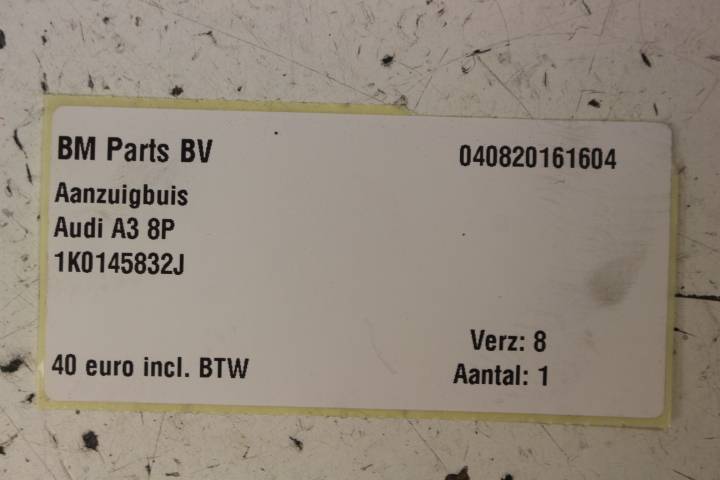 BM Parts BV 040820161604
Aanzuigbuis
Audi A3 8P
1K0145832J
Verz: 8
40 euro incl. BTW Aantal: 1